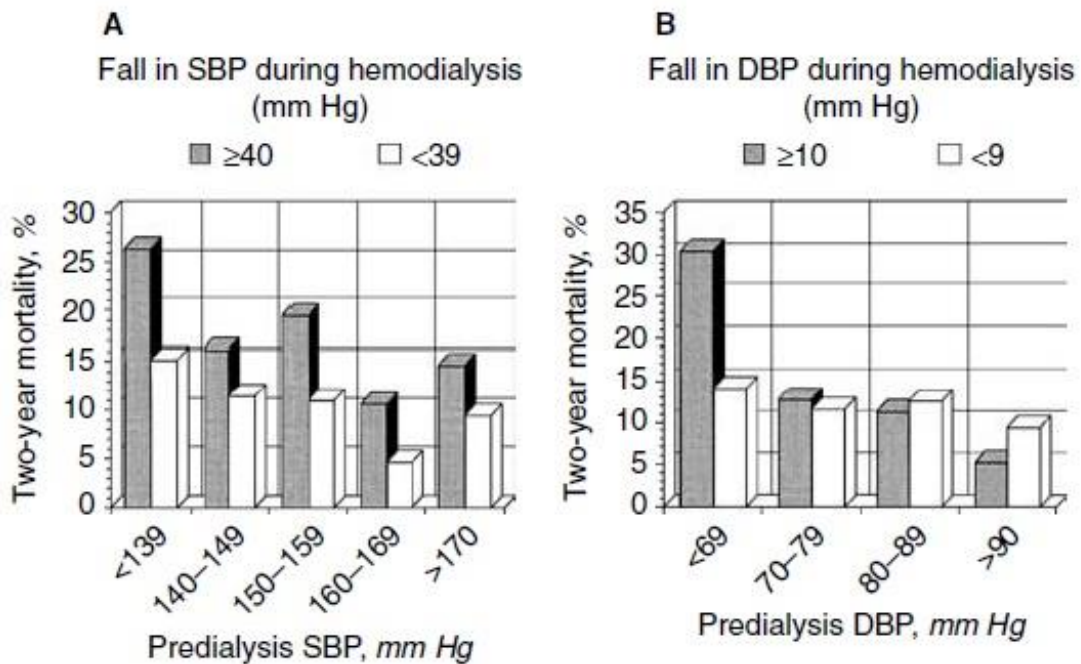 A
Fall in SBP during hemodialysis
(mm Hg)
≥40 <39
Two-year mortality, %
30
25
20
15
10
5
0
<139
140–149
150–159
160–169
>170
Predialysis SBP, mm Hg
B
Fall in DBP during hemodialysis
(mm Hg)
≥10 <9
Two-year mortality, %
35
30
25
20
15
10
5
0
<69
70–79
80–89
>90
Predialysis DBP, mm Hg